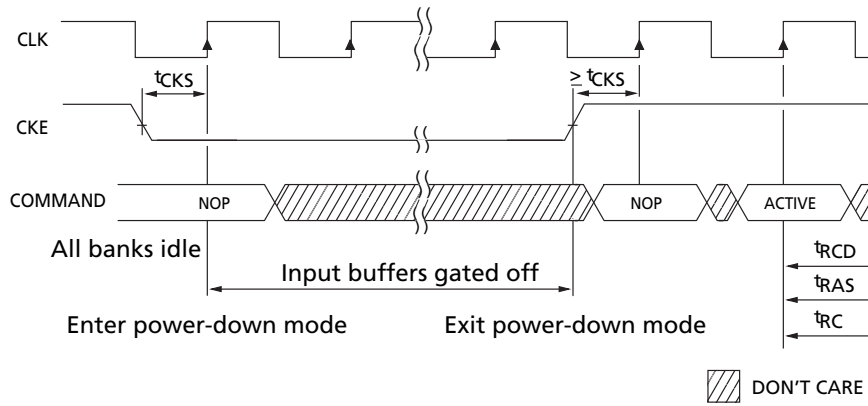 CLK
tCKS
≥ tCKS
CKE
COMMAND
NOP
NOP
ACTIVE
All banks idle
Input buffers gated off
tRCD
tRAS
tRC
Enter power-down mode
Exit power-down mode
DON'T CARE